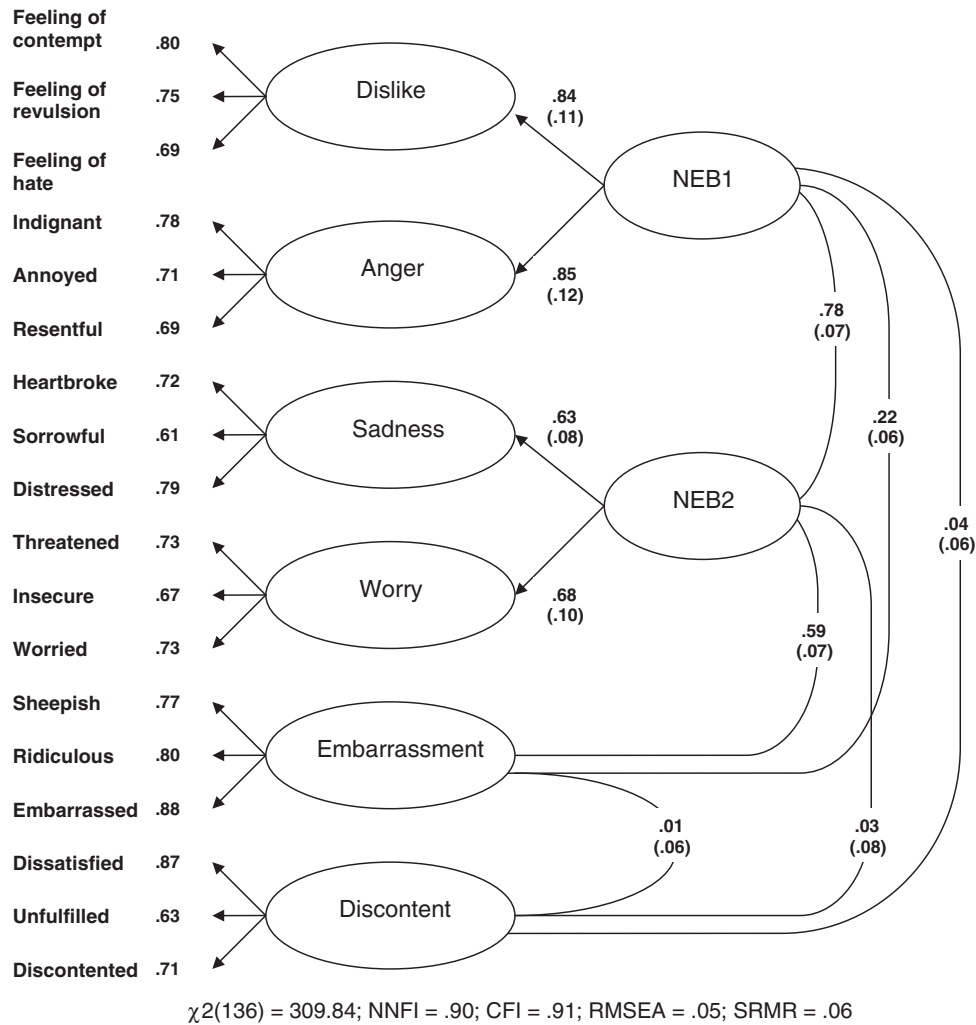 Feeling of
contempt .80
Dislike
Feeling of
revulsion .75
.84
(.11)
Feeling of
hate .69
NEB1
Indignant .78
Annoyed .71
Anger
.85
(.12)
Resentful .69
.78
(.07)
Heartbroke .72
Sorrowful .61
Sadness
.63
(.08)
.22
(.06)
Distressed .79
NEB2
.04
(.06)
Threatened .73
Insecure .67
Worry
.68
(.10)
Worried .73
.59
(.07)
Sheepish .77
Ridiculous .80
Embarrassment
Embarrassed .88
.01
(.06)
.03
(.08)
Dissatisfied .87
Unfulfilled .63
Discontent
Discontented .71
χ2(136) = 309.84; NNFI = .90; CFI = .91; RMSEA = .05; SRMR = .06